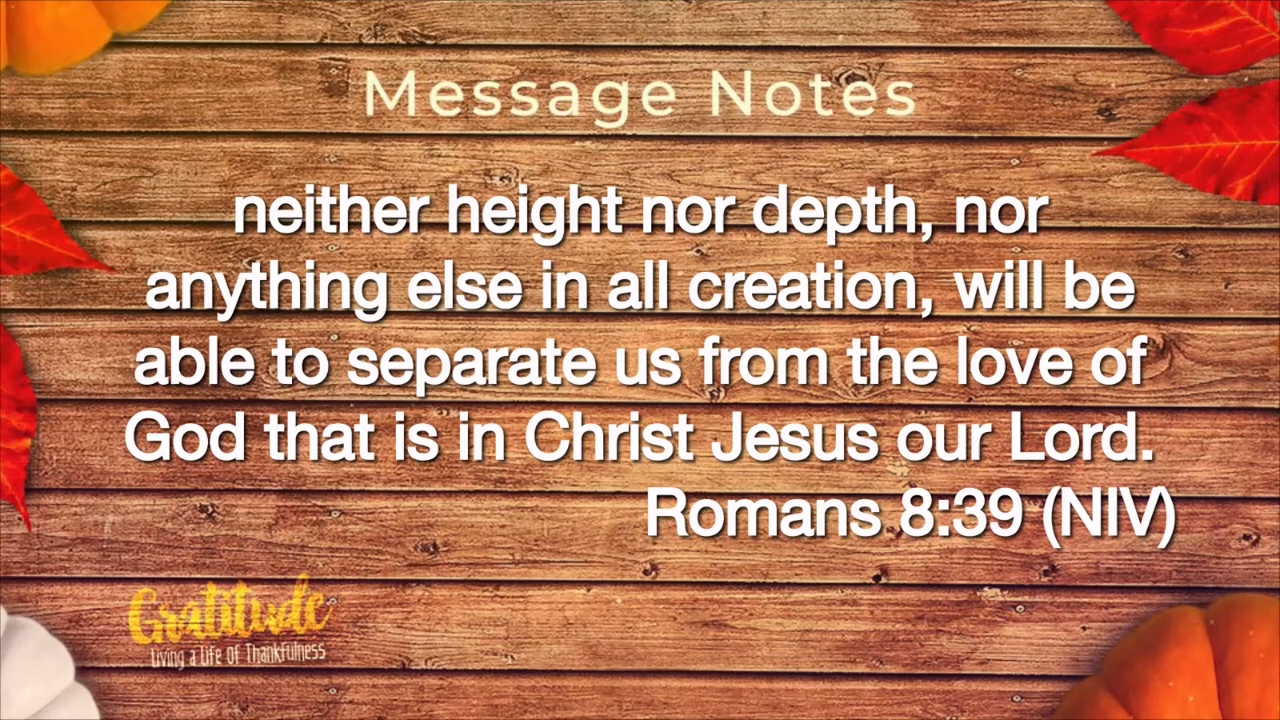 Message Notes
neither height nor depth, nor
anything else in all creation, will be
able to separate us from the love of
God that is in Christ Jesus our Lord.
Romans 8:39 (NIV)
Gratitude
Living a Life of Thankfulness